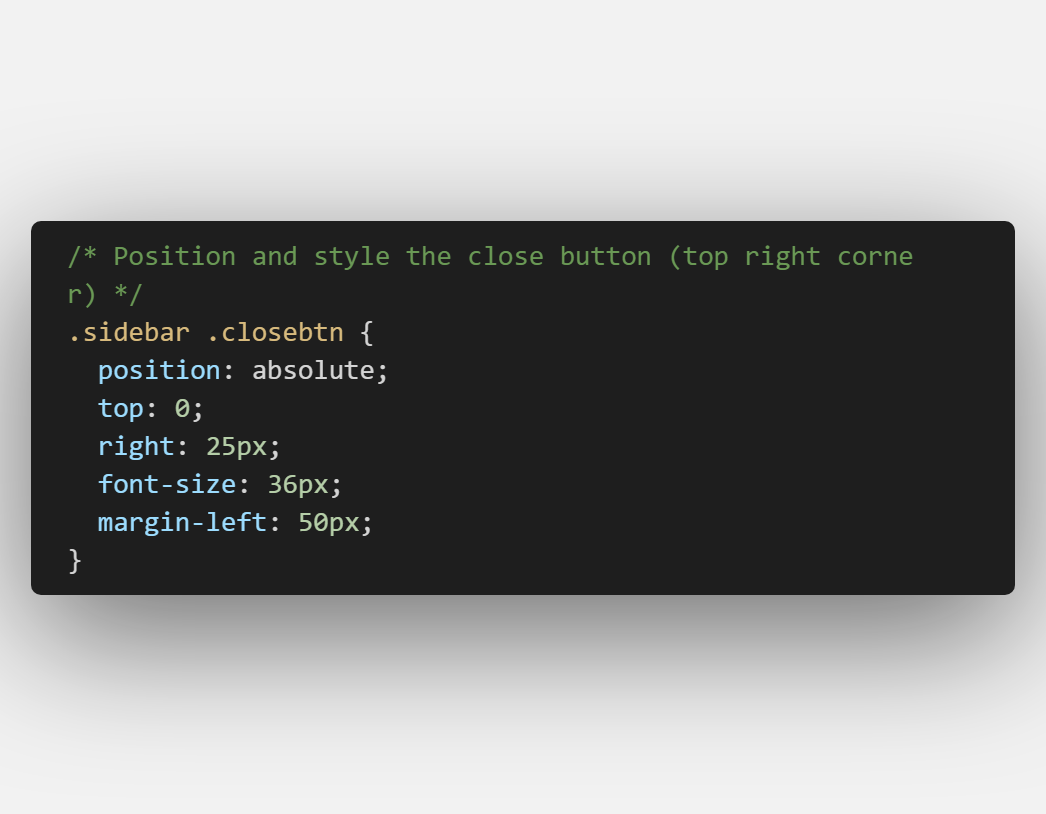 /* Position and style the close button (top right corne
r) */
.sidebar .closebtn {
  position: absolute;
  top: 0;
  right: 25px;
  font-size: 36px;
  margin-left: 50px;
}